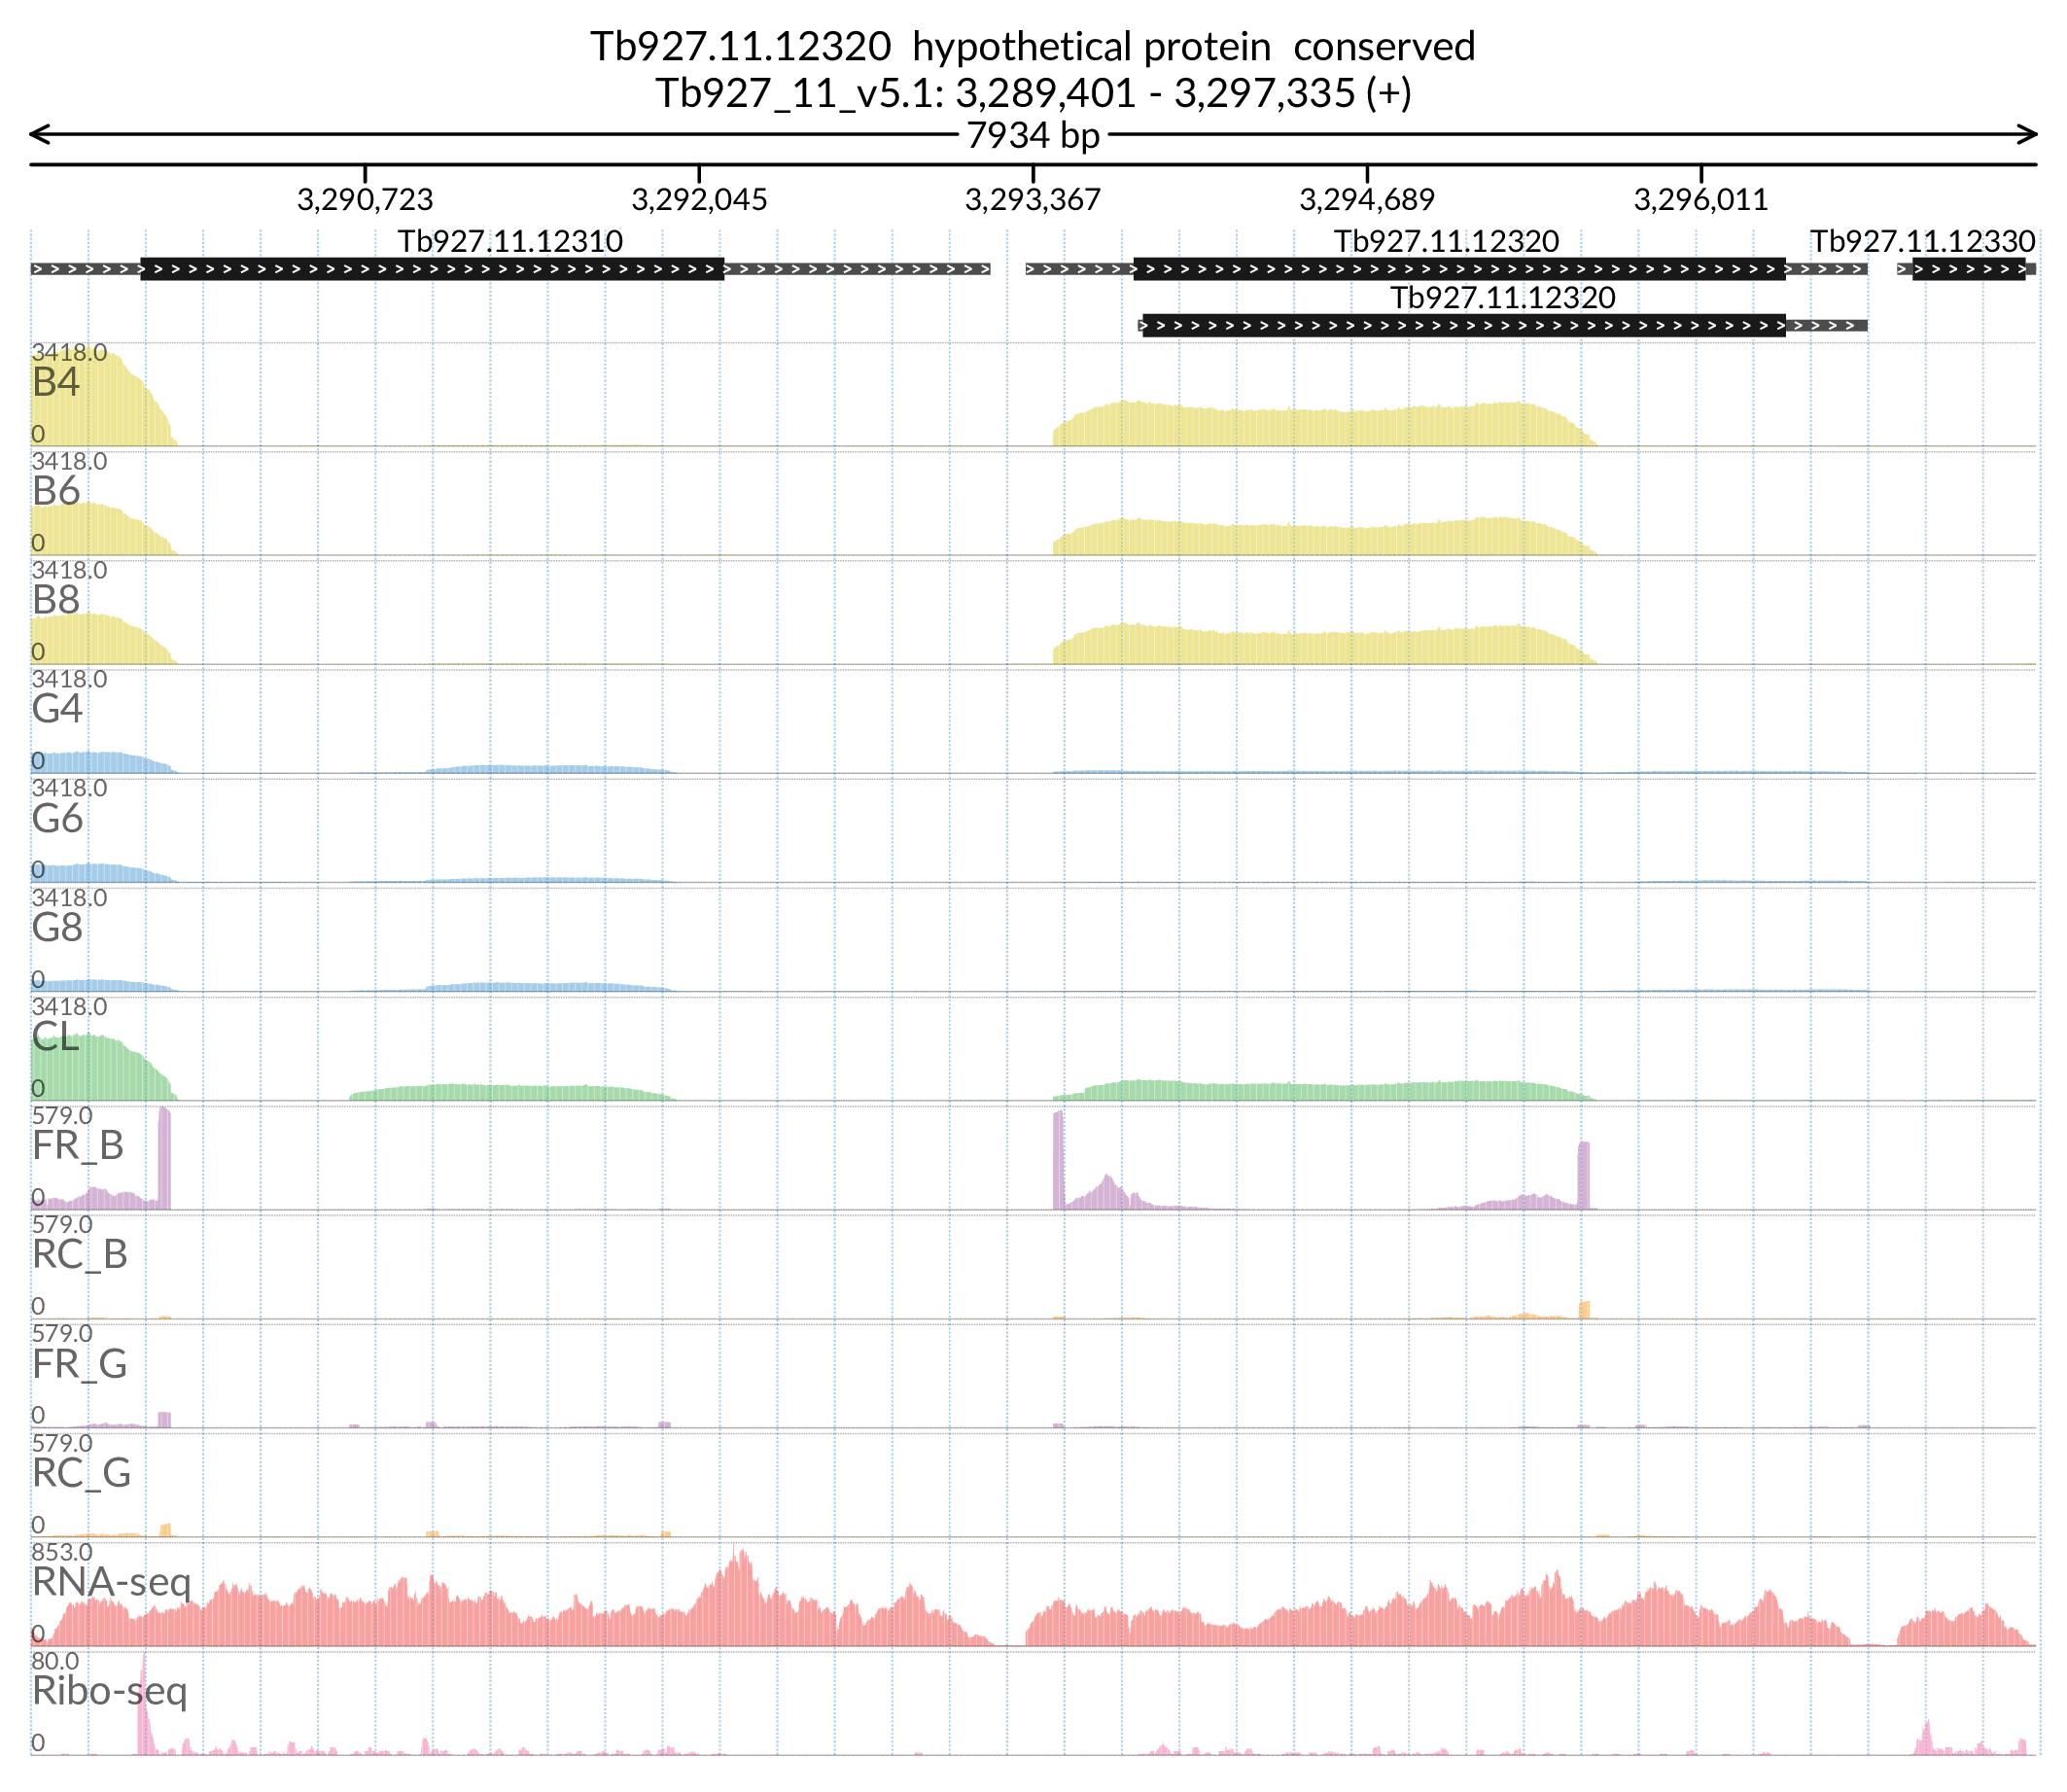 Tb927.11.12320  hypothetical protein  conserved
Tb927_11_v5.1: 3,289,401 - 3,297,335 (+)
7934 bp
3,290,723 3,292,045 3,293,367 3,294,689 3,296,011
Tb927.11.12310 Tb927.11.12320 Tb927.11.12330
Tb927.11.12320
3418.0
B4
0
3418.0
B6
0
3418.0
B8
0
3418.0
G4
0
3418.0
G6
0
3418.0
G8
0
3418.0
CL
0
579.0
FR_B
0
579.0
RC_B
0
579.0
FR_G
0
579.0
RC_G
0
853.0
RNA-seq
0
80.0
Ribo-seq
0